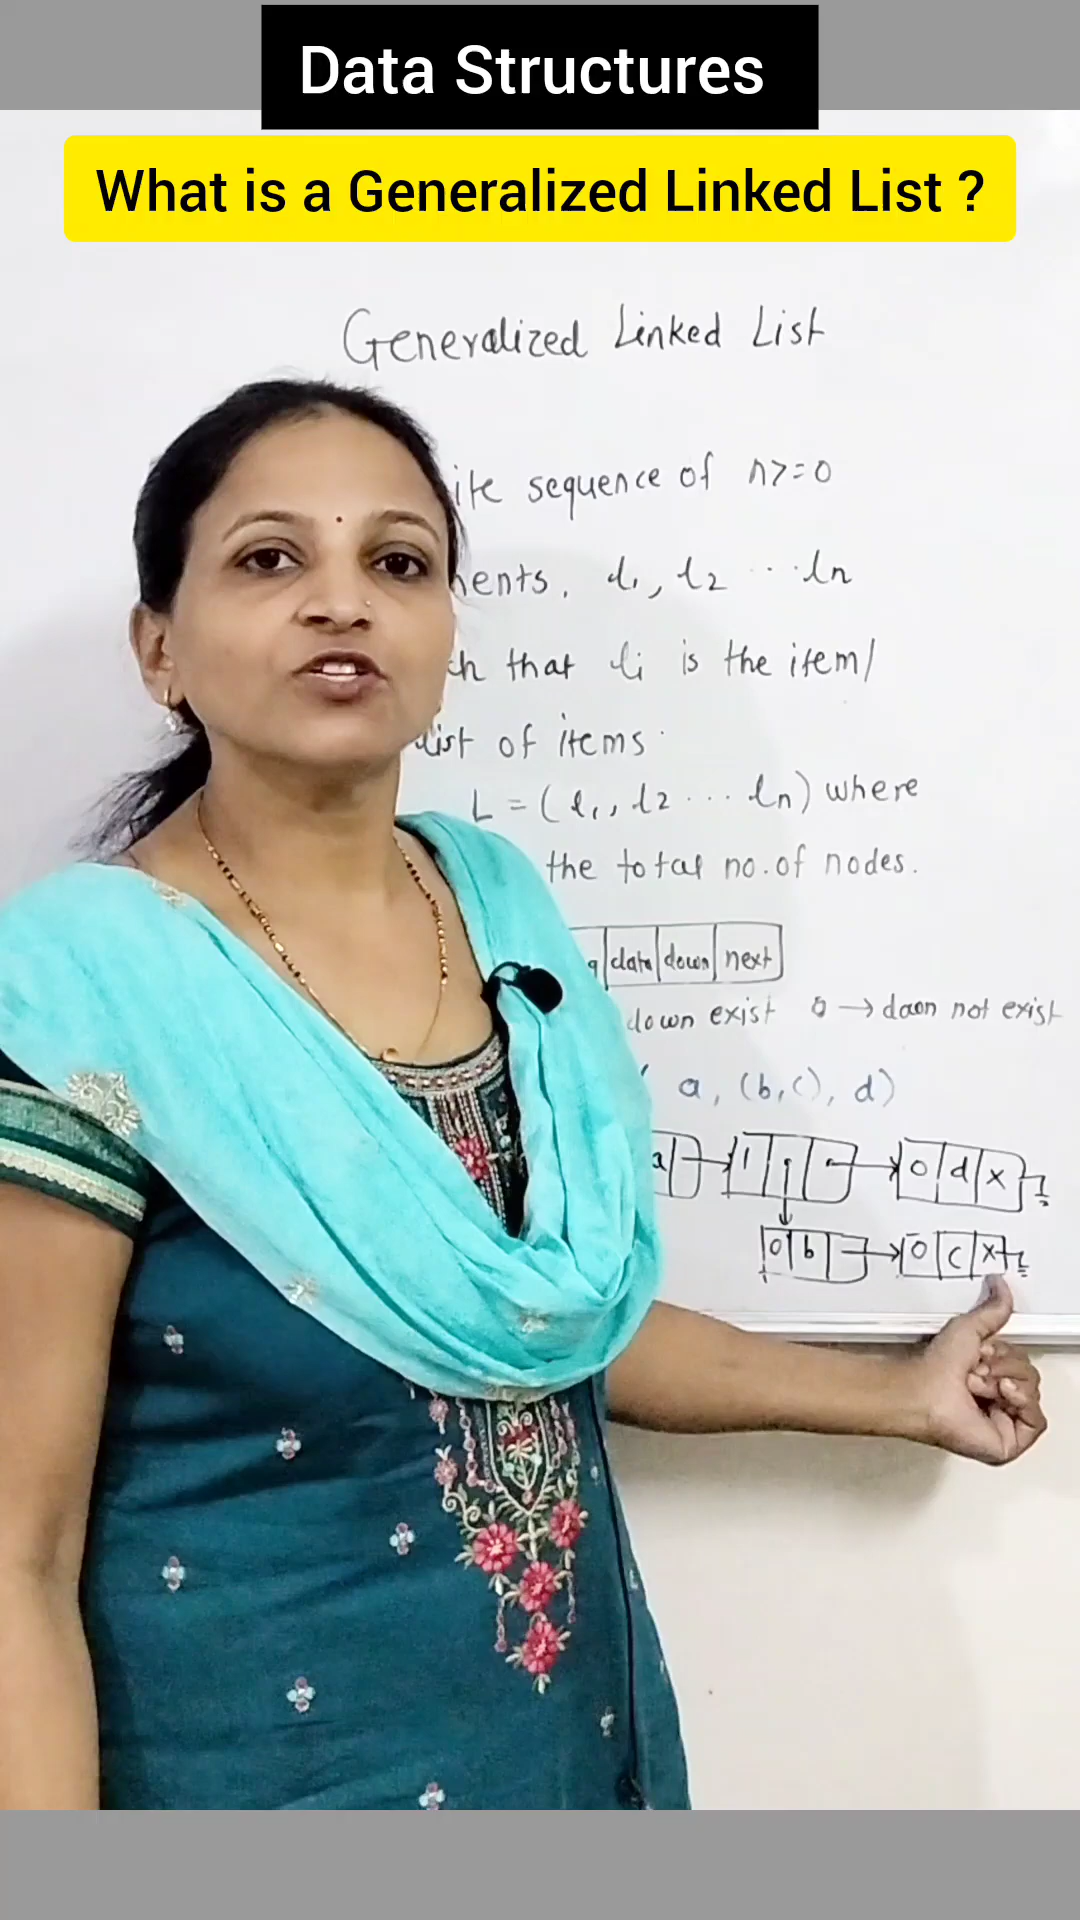 Data Structures
What is a Generalized Linked List ?
Generalized Linked List
ite sequence of n>=0
ments, l1, l2 ... ln
ch that li is the item/
list of items.
L = (l1, l2 ... ln) where
the total no. of nodes.
g data down next
down exist 0 → down not exist
( a, (b,c), d)
a 1 0 d x
0 b 0 c x